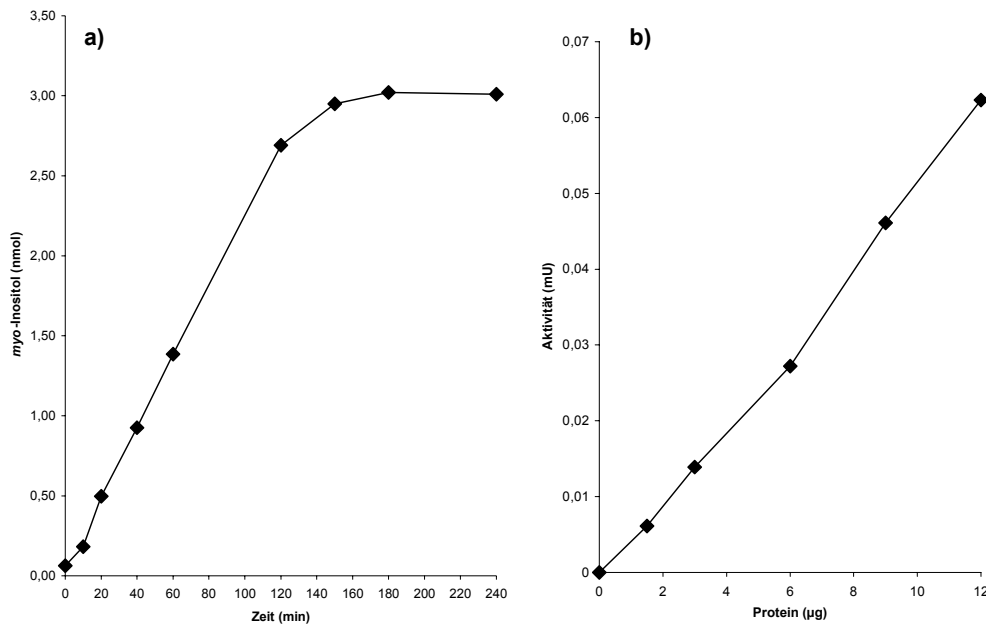 a)
3,50
3,00
2,50
2,00
1,50
1,00
0,50
0,00
myo-Inositol (nmol)
0 20 40 60 80 100 120 140 160 180 200 220 240
Zeit (min)
b)
0,07
0,06
0,05
0,04
0,03
0,02
0,01
0
Aktivität (mU)
0 2 4 6 8 10 12
Protein (µg)